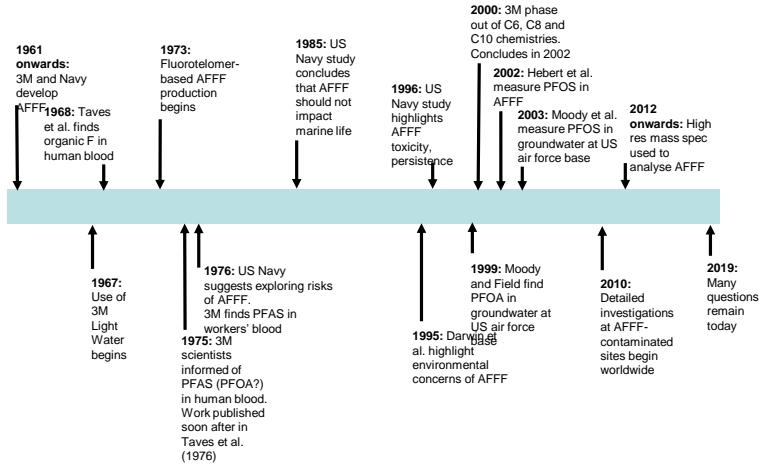 1961
onwards:
3M and Navy
develop
AFFF
1968: Taves
et al. finds
organic F in
human blood
1973:
Fluorotelomer-
based AFFF
production
begins
1985: US
Navy study
concludes
that AFFF
should not
impact
marine life
1996: US
Navy study
highlights
AFFF
toxicity,
persistence
2000: 3M phase
out of C6, C8 and
C10 chemistries.
Concludes in 2002
2002: Hebert et al.
measure PFOS in
AFFF
2003: Moody et al.
measure PFOS in
groundwater at US
air force base
2012
onwards: High
res mass spec
used to
analyse AFFF
1967:
Use of
3M
Light
Water
begins
1976: US Navy
suggests exploring risks
of AFFF.
3M finds PFAS in
workers' blood
1975: 3M
scientists
informed of
PFAS (PFOA?)
in human blood.
Work published
soon after in
Taves et al.
(1976)
1995: Darwin et
al. highlight
environmental
concerns of AFFF
1999: Moody
and Field find
PFOA in
groundwater at
US air force
base
2010:
Detailed
investigations
at AFFF-
contaminated
sites begin
worldwide
2019:
Many
questions
remain
today